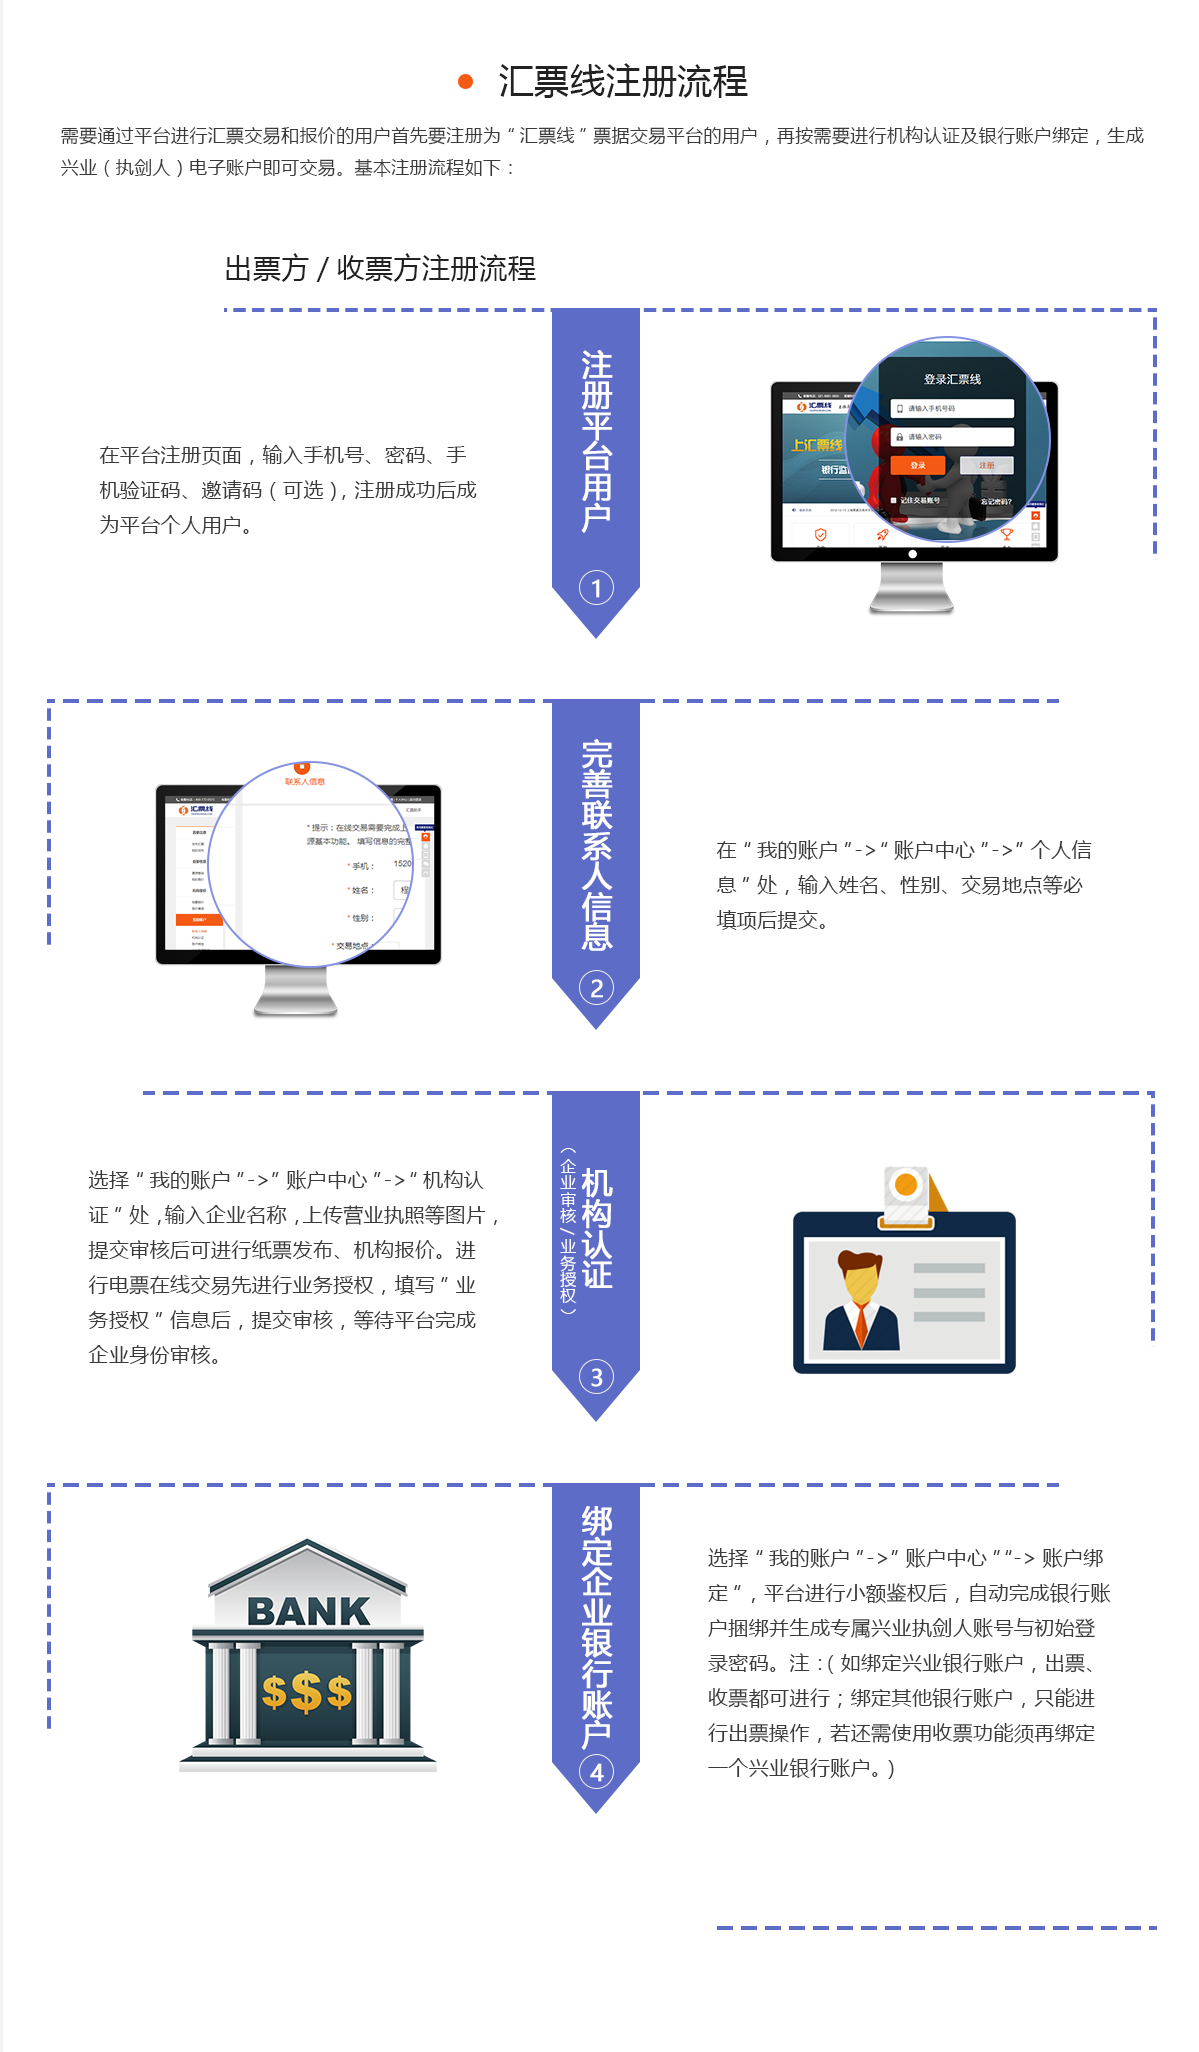 汇票线注册流程
需要通过平台进行汇票交易和报价的用户首先要注册为“汇票线”票据交易平台的用户，再按需要进行机构认证及银行账户绑定，生成
兴业（执剑人）电子账户即可交易。基本注册流程如下：
出票方 / 收票方注册流程
注册平台用户
①
在平台注册页面，输入手机号、密码、手
机验证码、邀请码（可选），注册成功后成
为平台个人用户。
登录汇票线
请输入手机号码
请输入密码
登录
注册
记住交易账号
忘记密码?
汇票线
上汇票线
银行监
完善联系人信息
②
联系人信息
汇票线
* 提示：在线交易需要完成上
源基本功能。 填写信息的完整
* 手机：
1520
* 姓名：
程
* 性别：
* 交易地点：
在“我的账户”->“账户中心”->”个人信
息”处，输入姓名、性别、交易地点等必
填项后提交。
机构认证
（企业审核/业务授权）
③
选择“我的账户”->”账户中心”->“机构认
证”处，输入企业名称，上传营业执照等图片，
提交审核后可进行纸票发布、机构报价。进
行电票在线交易先进行业务授权，填写”业
务授权”信息后，提交审核，等待平台完成
企业身份审核。
绑定企业银行账户
④
BANK
$$$
选择“我的账户”->”账户中心”“-> 账户绑
定”，平台进行小额鉴权后，自动完成银行账
户捆绑并生成专属兴业执剑人账号与初始登
录密码。注：（如绑定兴业银行账户，出票、
收票都可进行；绑定其他银行账户，只能进
行出票操作，若还需使用收票功能须再绑定
一个兴业银行账户。)